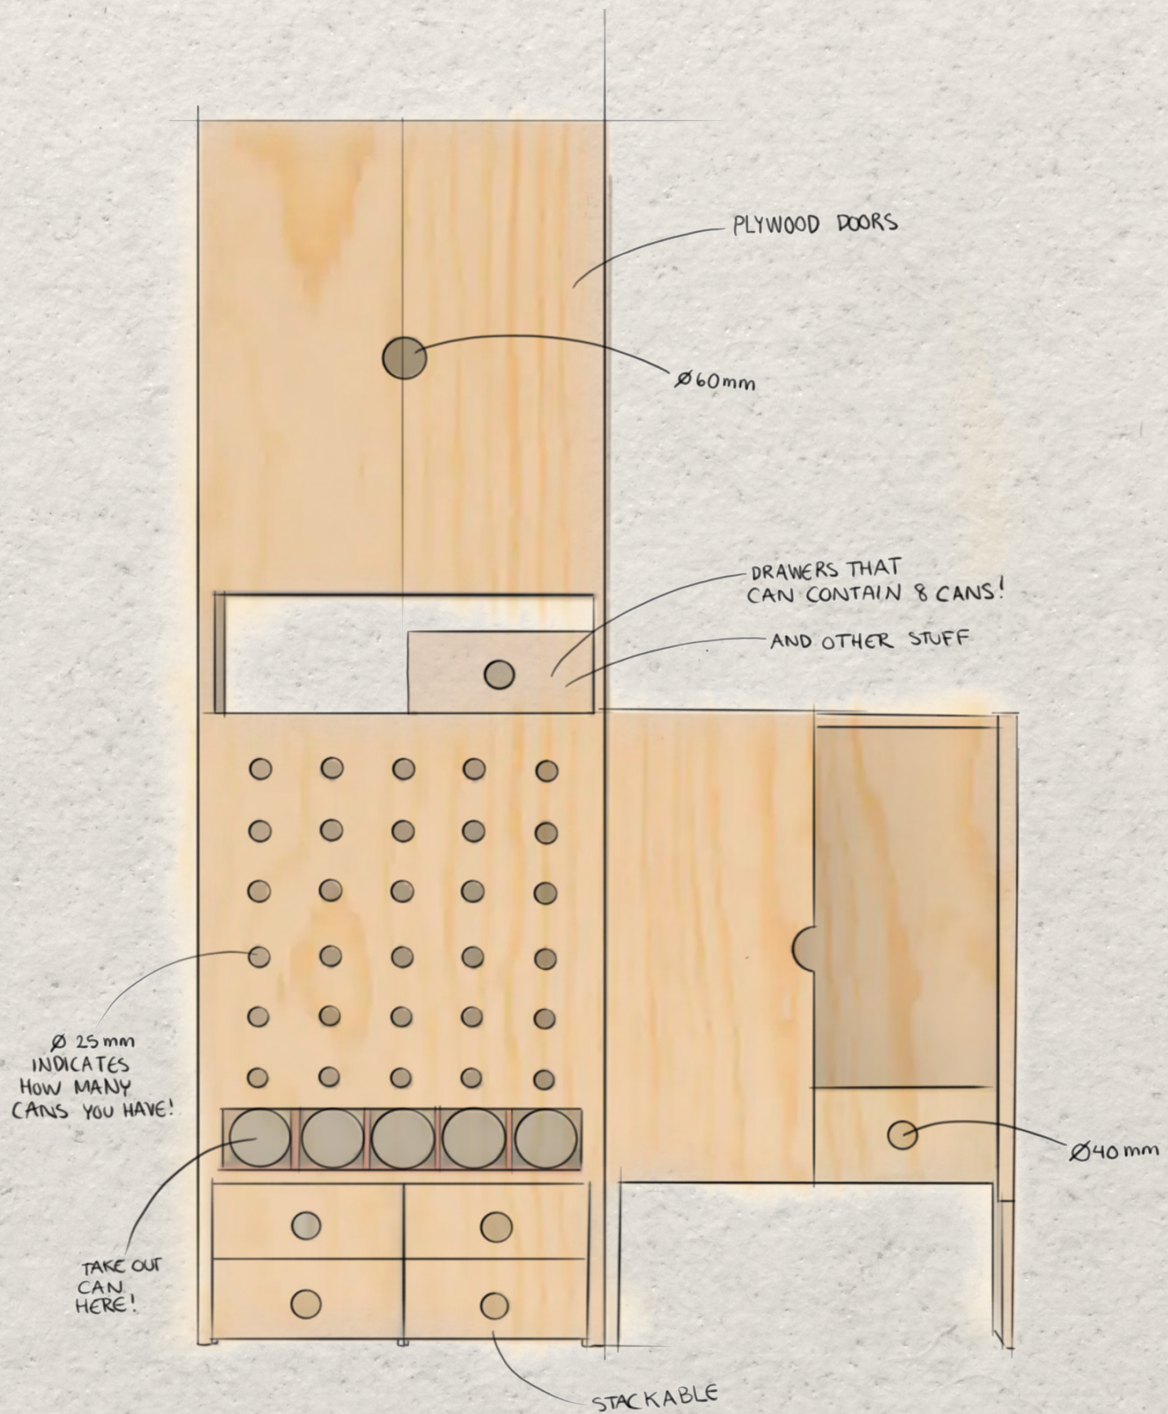 PLYWOOD DOORS
Ø60mm
DRAWERS THAT
CAN CONTAIN 8 CANS!
AND OTHER STUFF
Ø 25mm
INDICATES
HOW MANY
CANS YOU HAVE!
Ø40mm
TAKE OUT
CAN
HERE!
STACKABLE